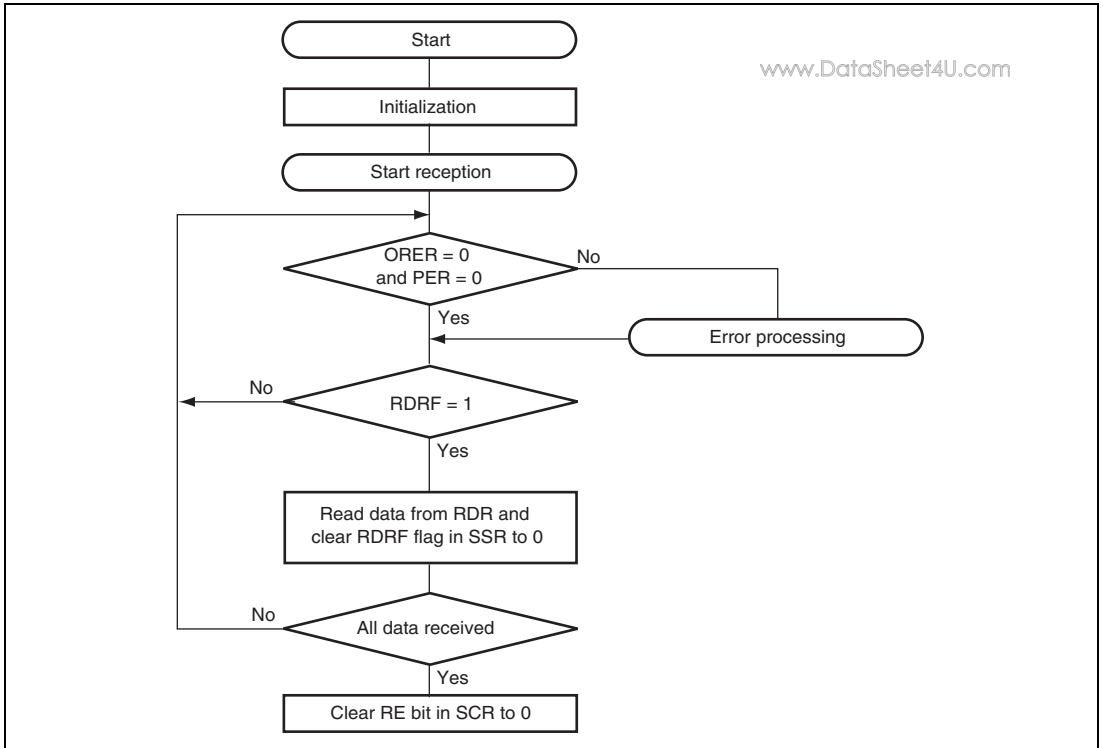 Start
www.DataSheet4U.com
Initialization
Start reception
ORER = 0
and PER = 0
No
Yes
Error processing
No
RDRF = 1
Yes
Read data from RDR and
clear RDRF flag in SSR to 0
No
All data received
Yes
Clear RE bit in SCR to 0